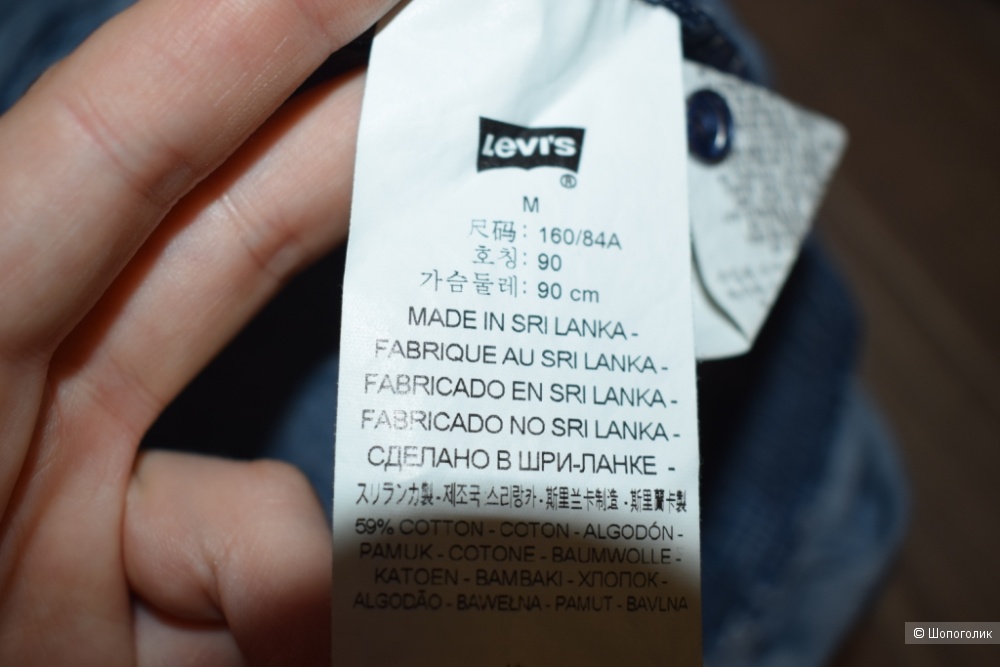 Levi's
®
M
尺码: 160/84A
호칭: 90
가슴둘레: 90 cm
MADE IN SRI LANKA -
FABRIQUE AU SRI LANKA -
FABRICADO EN SRI LANKA -
FABRICADO NO SRI LANKA -
СДЕЛАНО В ШРИ-ЛАНКЕ -
スリランカ製 - 제조국 스리랑카 - 斯里兰卡制造 - 斯里蘭卡製
59% COTTON - COTON - ALGODÓN -
PAMUK - COTONE - BAUMWOLLE -
KATOEN - BAMBAKI - ХЛОПОК -
ALGODÃO - BAWEŁNA - PAMUT - BAVLNA
© Шопоголик